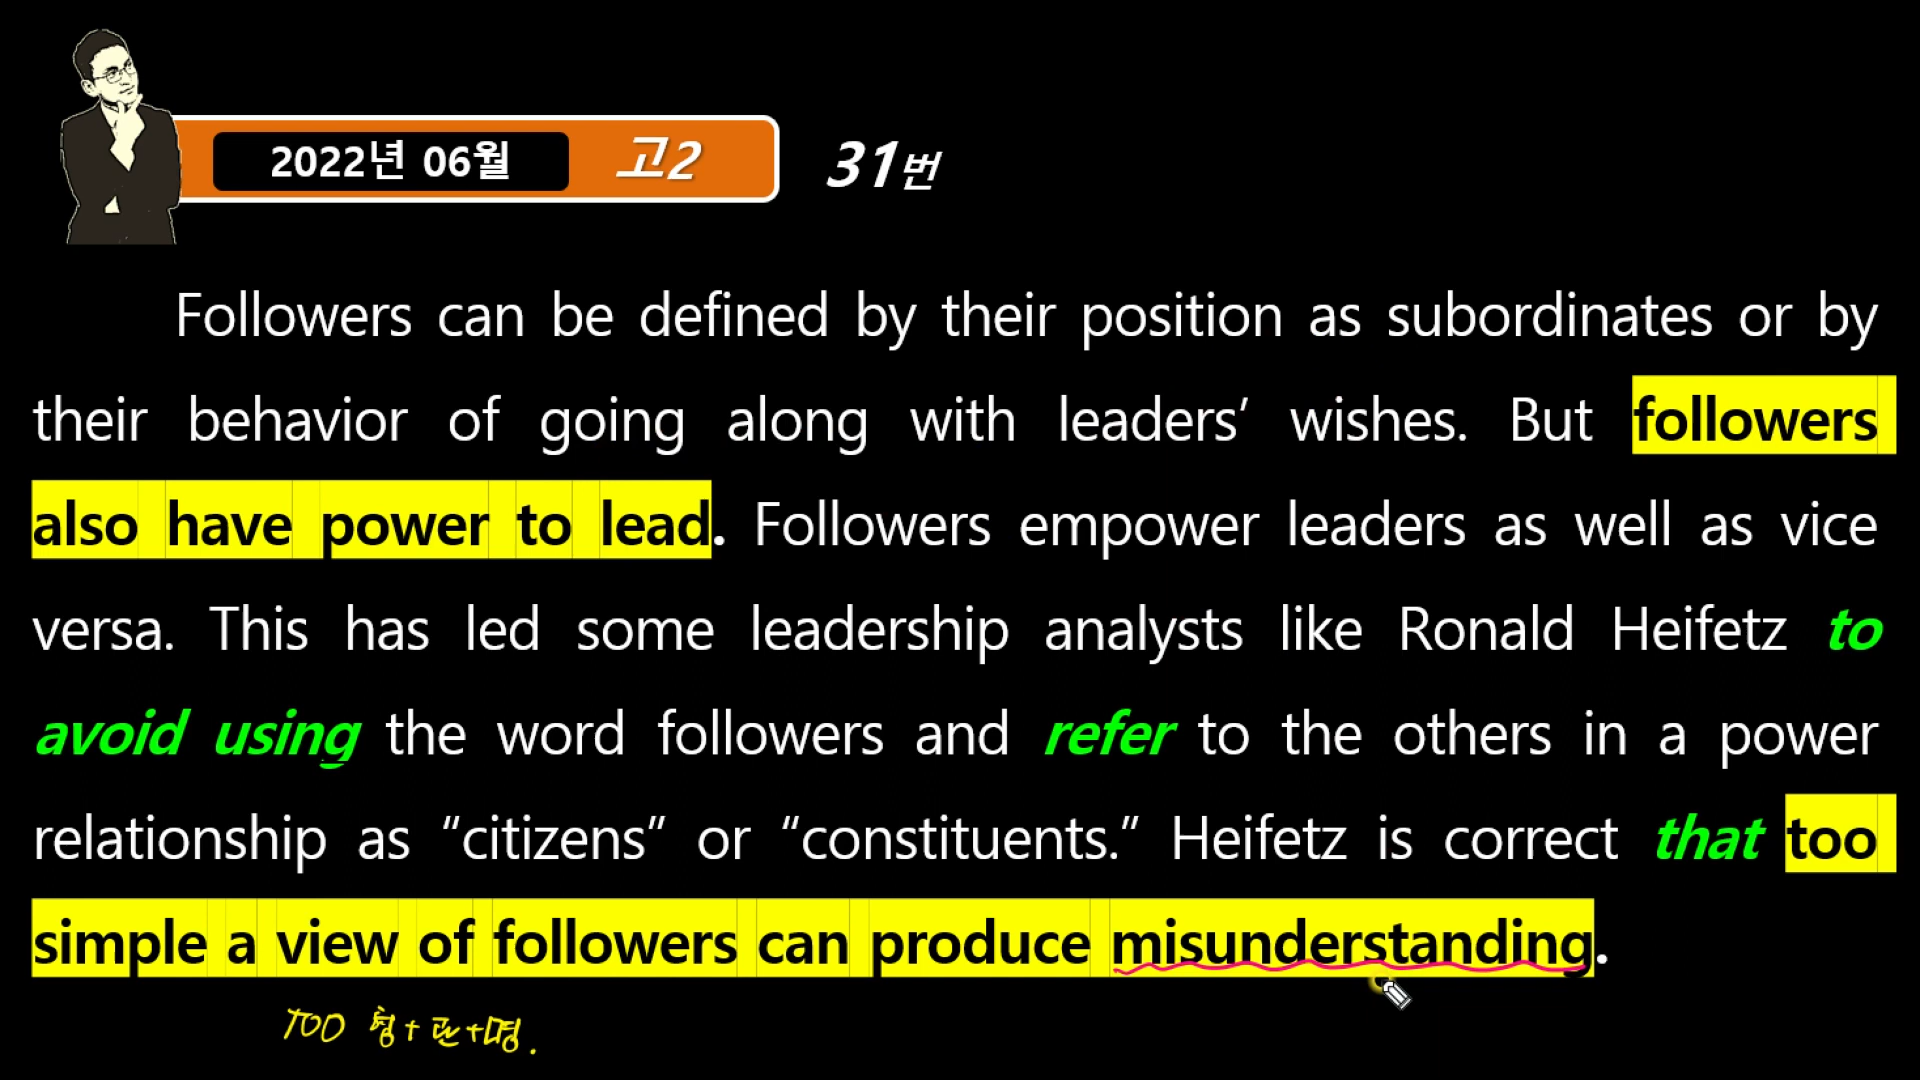 2022년 06월 고2 31번
Followers can be defined by their position as subordinates or by
their behavior of going along with leaders’ wishes. But followers
also have power to lead. Followers empower leaders as well as vice
versa. This has led some leadership analysts like Ronald Heifetz to
avoid using the word followers and refer to the others in a power
relationship as “citizens” or “constituents.” Heifetz is correct that too
simple a view of followers can produce misunderstanding.
TOO 형+관+명.